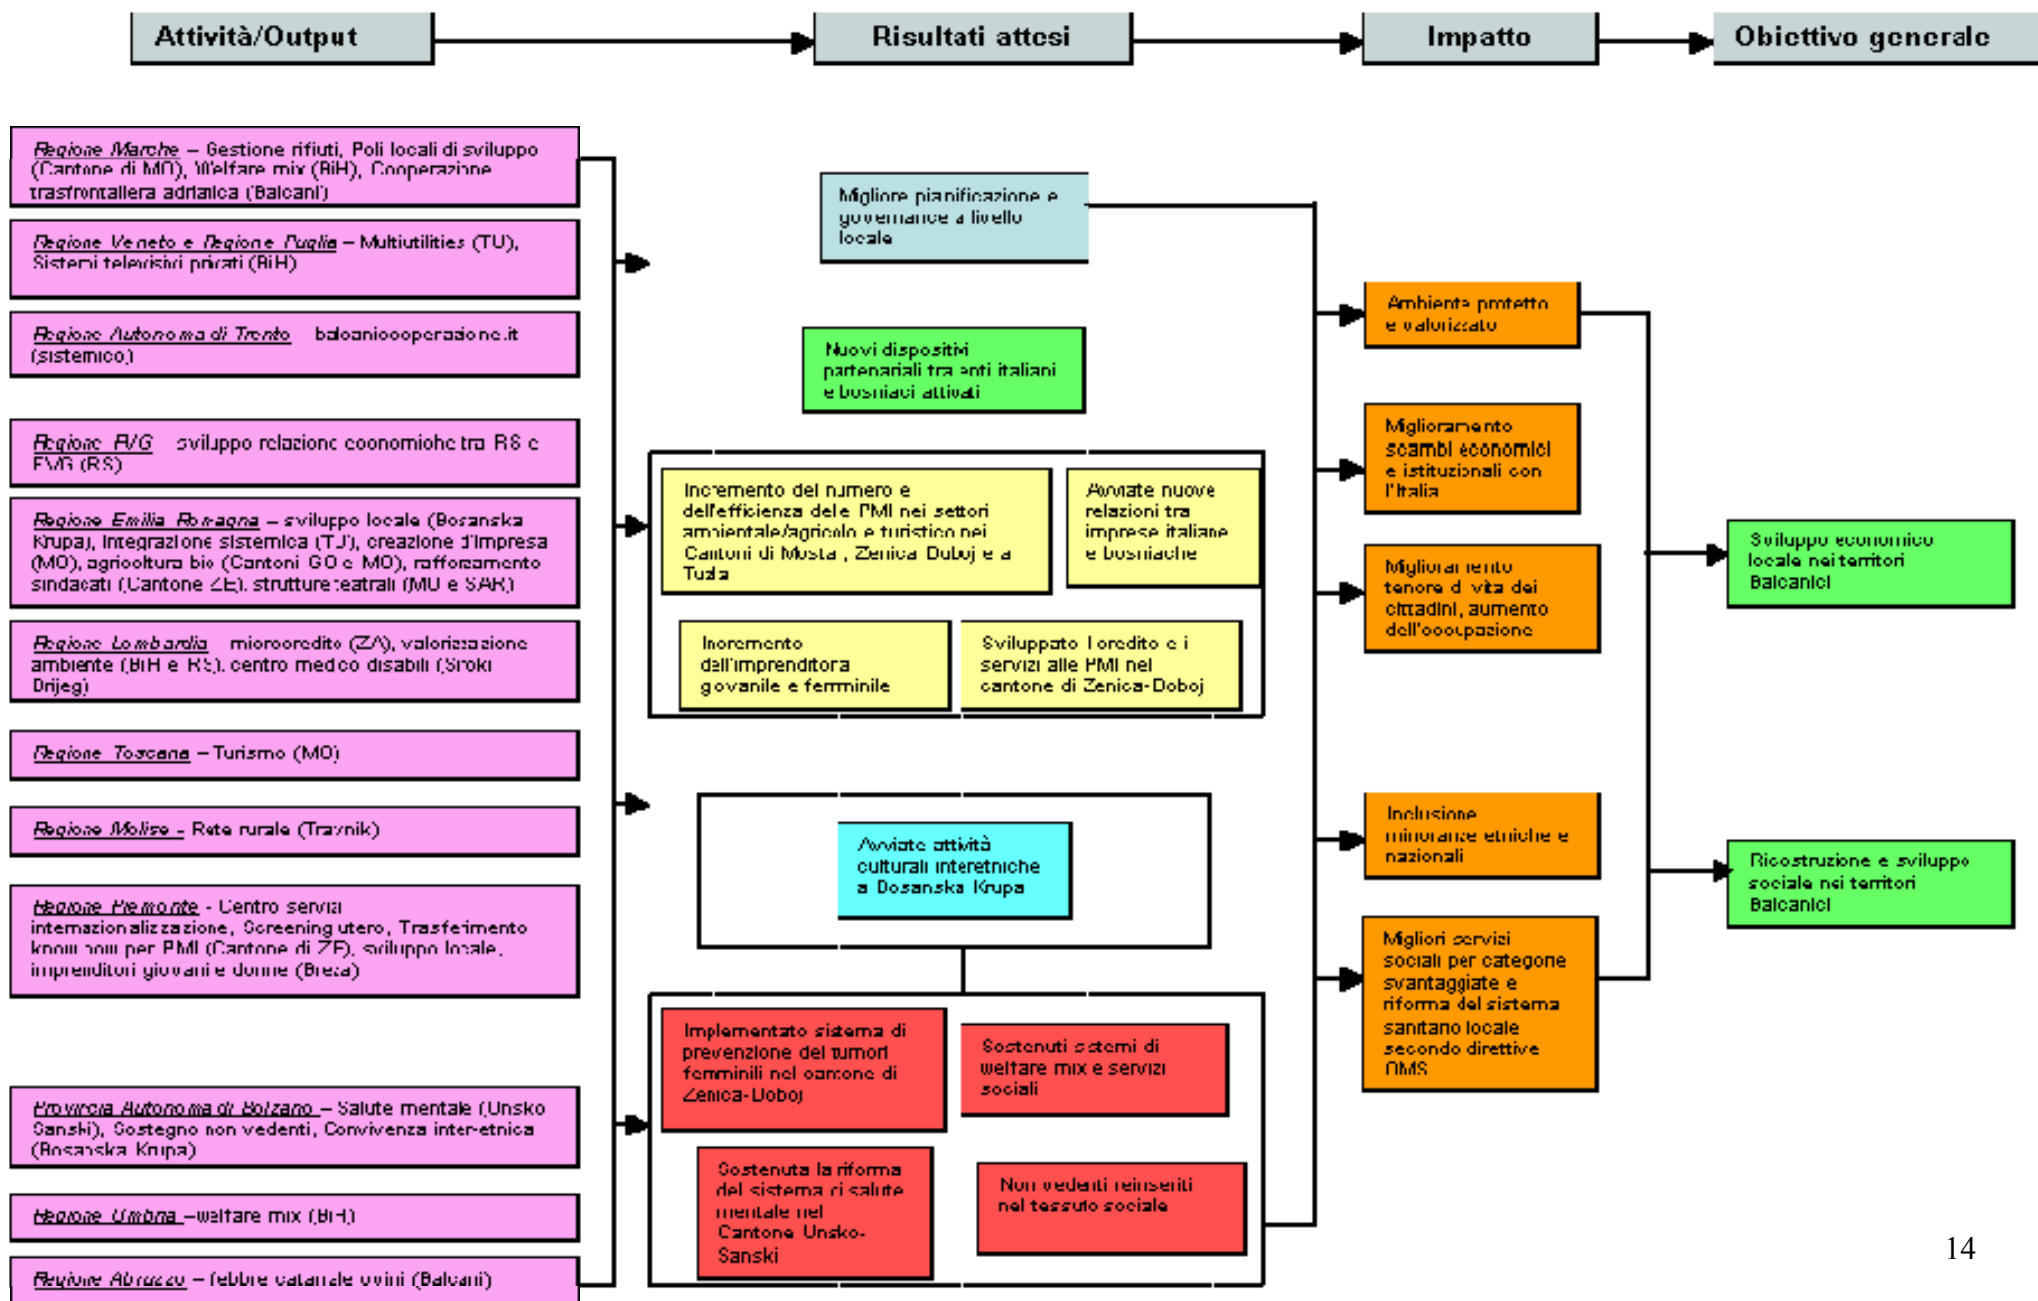 Attività/Output
Risultati attesi
Impatto
Obiettivo generale
Regione Marche – Gestione rifiuti, Poli locali di sviluppo
(Cantone di MO), Welfare mix (BiH), Cooperazione
trasfrontaliera adriatica (Balcani)
Regione Veneto e Regione Puglia – Multiutilities (TU),
Sistemi televisivi privati (BiH)
Regione Autonoma di Trento balcanicooperazione.it
(sistemico)
Regione FVG sviluppo relazione economiche tra RS e
FVG (RS)
Regione Emilia Romagna – sviluppo locale (Bosanska
Krupa), integrazione sistemica (TU), creazione d'impresa
(MO), agricoltura bio (Cantoni GO e MO), rafforzamento
sindacati (Cantone ZE), strutture teatrali (MO e SAR)
Regione Lombardia microcredito (ZA), valorizzazione
ambiente (BiH e RS), centro medico disabili (Siroki
Brijeg)
Regione Toscana – Turismo (MO)
Regione Molise - Rete rurale (Travnik)
Regione Piemonte - Centro servizi
internazionalizzazione, Screening utero, Trasferimento
know how per PMI (Cantone di ZE), sviluppo locale,
imprenditori giovani e donne (Breza)
Provincia Autonoma di Bolzano – Salute mentale (Unsko
Sanski), Sostegno non vedenti, Convivenza inter-etnica
(Bosanska Krupa)
Regione Umbria –welfare mix (BiH)
Regione Abruzzo – febbre catarrale ovini (Balcani)
Migliore pianificazione e
governance a livello
locale
Nuovi dispositivi
partenariali tra enti italiani
e bosniaci attivati
Incremento del numero e
dell'efficienza delle PMI nei settori
ambientale/agricolo e turistico nei
Cantoni di Mostar, Zenica Doboj e a
Tuzla
Avviate nuove
relazioni tra
imprese italiane
e bosniache
Incremento
dell'imprenditora
giovanile e femminile
Sviluppato il credito e i
servizi alle PMI nel
cantone di Zenica-Doboj
Avviate attività
culturali interetniche
a Bosanska Krupa
Implementato sistema di
prevenzione dei tumori
femminili nel cantone di
Zenica-Doboj
Sostenuti sistemi di
welfare mix e servizi
sociali
Sostenuta la riforma
del sistema di salute
mentale nel
Cantone Unsko-
Sanski
Non vedenti reinseriti
nel tessuto sociale
Ambiente protetto
e valorizzato
Miglioramento
scambi economici
e istituzionali con
l'Italia
Miglioramento
tenore di vita dei
cittadini, aumento
dell'occupazione
Inclusione
minoranze etniche e
nazionali
Migliori servizi
sociali per categorie
svantaggiate e
riforma del sistema
sanitario locale
secondo direttive
OMS
Sviluppo economico
locale nei territori
Balcanici
Ricostruzione e sviluppo
sociale nei territori
Balcanici
14